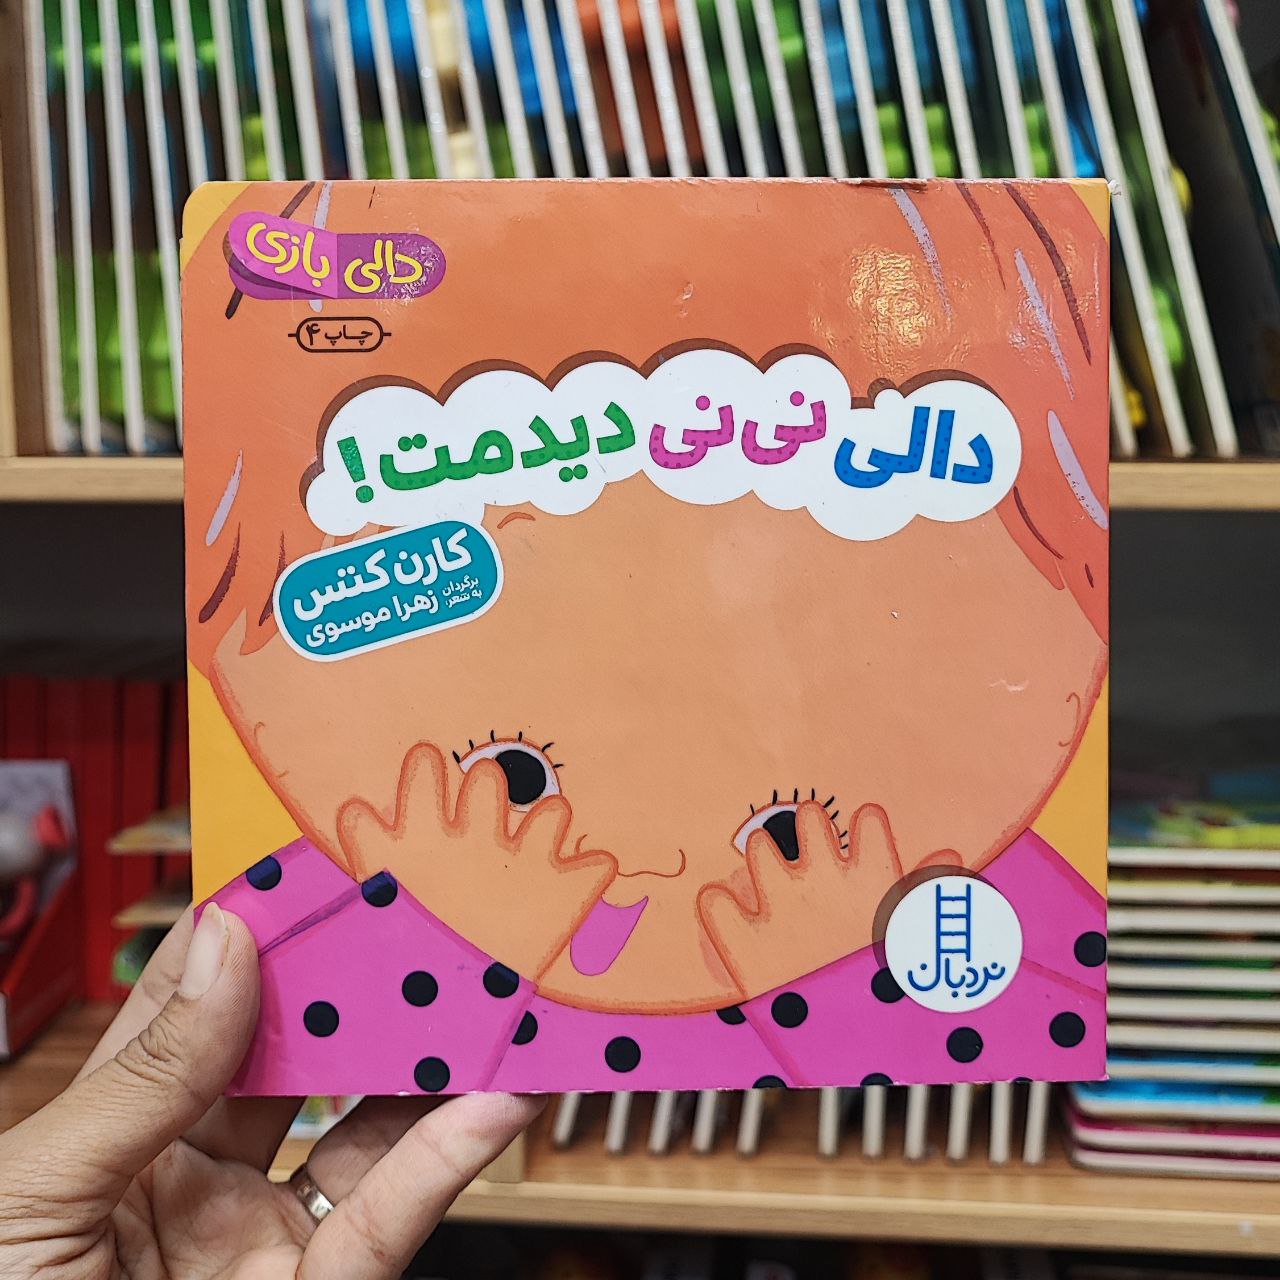 دالی بازی
چاپ ۴
دالی نی‌نی دیدمت!
کارن کتس
برگردان به شعر: زهرا موسوی
نردبان